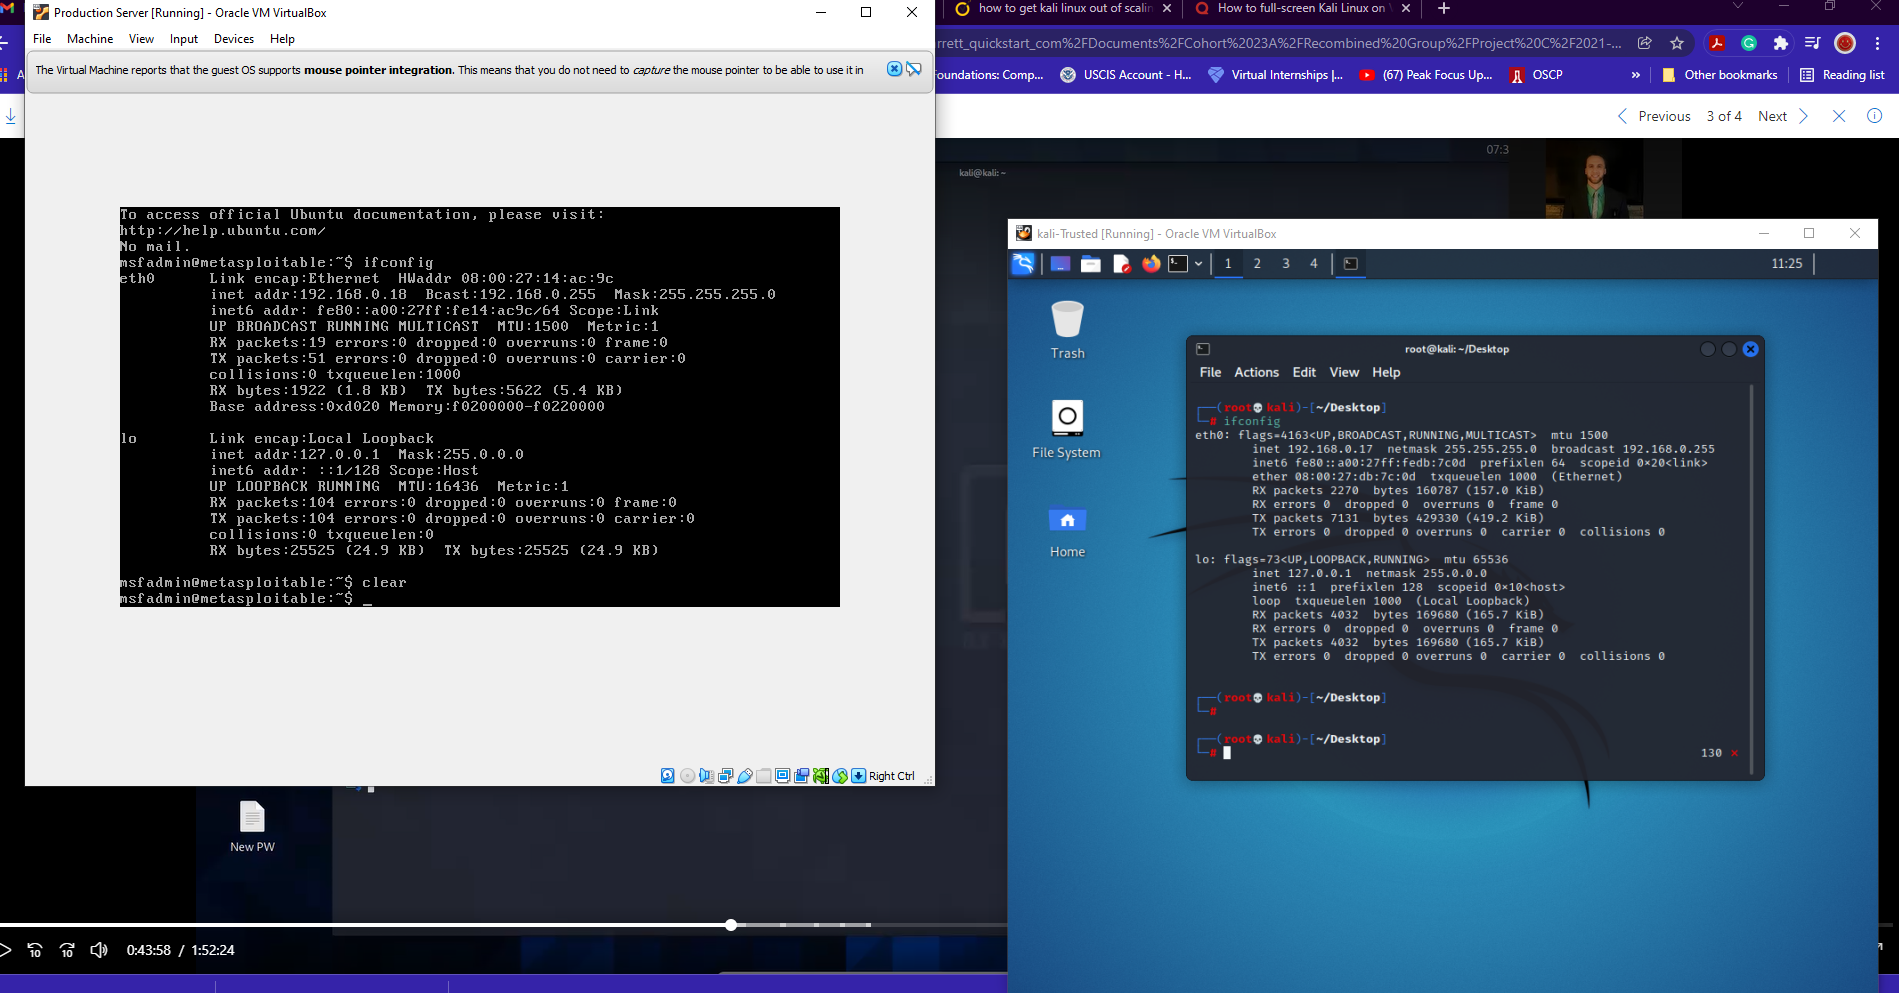 Production Server [Running] - Oracle VM VirtualBox
File Machine View Input Devices Help
The Virtual Machine reports that the guest OS supports mouse pointer integration. This means that you do not need to capture the mouse pointer to be able to use it in
To access official Ubuntu documentation, please visit:
http://help.ubuntu.com/
No mail.
msfadmin@metasploitable:~$ ifconfig
eth0 Link encap:Ethernet HWaddr 08:00:27:14:ac:9c
inet addr:192.168.0.18 Bcast:192.168.0.255 Mask:255.255.255.0
inet6 addr: fe80::a00:27ff:fe14:ac9c/64 Scope:Link
UP BROADCAST RUNNING MULTICAST MTU:1500 Metric:1
RX packets:19 errors:0 dropped:0 overruns:0 frame:0
TX packets:51 errors:0 dropped:0 overruns:0 carrier:0
collisions:0 txqueuelen:1000
RX bytes:1922 (1.8 KB) TX bytes:5622 (5.4 KB)
Base address:0xd020 Memory:f0200000-f0220000
lo Link encap:Local Loopback
inet addr:127.0.0.1 Mask:255.0.0.0
inet6 addr: ::1/128 Scope:Host
UP LOOPBACK RUNNING MTU:16436 Metric:1
RX packets:104 errors:0 dropped:0 overruns:0 frame:0
TX packets:104 errors:0 dropped:0 overruns:0 carrier:0
collisions:0 txqueuelen:0
RX bytes:25525 (24.9 KB) TX bytes:25525 (24.9 KB)
msfadmin@metasploitable:~$ clear
msfadmin@metasploitable:~$ _
Right Ctrl
how to get kali linux out of scalin
How to full-screen Kali Linux on
rrett_quickstart_com%2FDocuments%2FCohort%2023A%2FRecombined%20Group%2FProject%20C%2F2021-...
oundations: Comp...
USCIS Account - H...
Virtual Internships |...
(67) Peak Focus Up...
OSCP
»
Other bookmarks
Reading list
Previous 3 of 4 Next
07:3
kali@kali: ~
kali-Trusted [Running] - Oracle VM VirtualBox
1 2 3 4
11:25
Trash
File System
Home
root@kali: ~/Desktop
File Actions Edit View Help
(root💀kali)-[~/Desktop]
# ifconfig
eth0: flags=4163<UP,BROADCAST,RUNNING,MULTICAST> mtu 1500
inet 192.168.0.17 netmask 255.255.255.0 broadcast 192.168.0.255
inet6 fe80::a00:27ff:fedb:7c0d prefixlen 64 scopeid 0×20<link>
ether 08:00:27:db:7c:0d txqueuelen 1000 (Ethernet)
RX packets 2270 bytes 160787 (157.0 KiB)
RX errors 0 dropped 0 overruns 0 frame 0
TX packets 7131 bytes 429330 (419.2 KiB)
TX errors 0 dropped 0 overruns 0 carrier 0 collisions 0
lo: flags=73<UP,LOOPBACK,RUNNING> mtu 65536
inet 127.0.0.1 netmask 255.0.0.0
inet6 ::1 prefixlen 128 scopeid 0×10<host>
loop txqueuelen 1000 (Local Loopback)
RX packets 4032 bytes 169680 (165.7 KiB)
RX errors 0 dropped 0 overruns 0 frame 0
TX packets 4032 bytes 169680 (165.7 KiB)
TX errors 0 dropped 0 overruns 0 carrier 0 collisions 0
(root💀kali)-[~/Desktop]
#
(root💀kali)-[~/Desktop]
#
130 ×
New PW
10
10
0:43:58 / 1:52:24